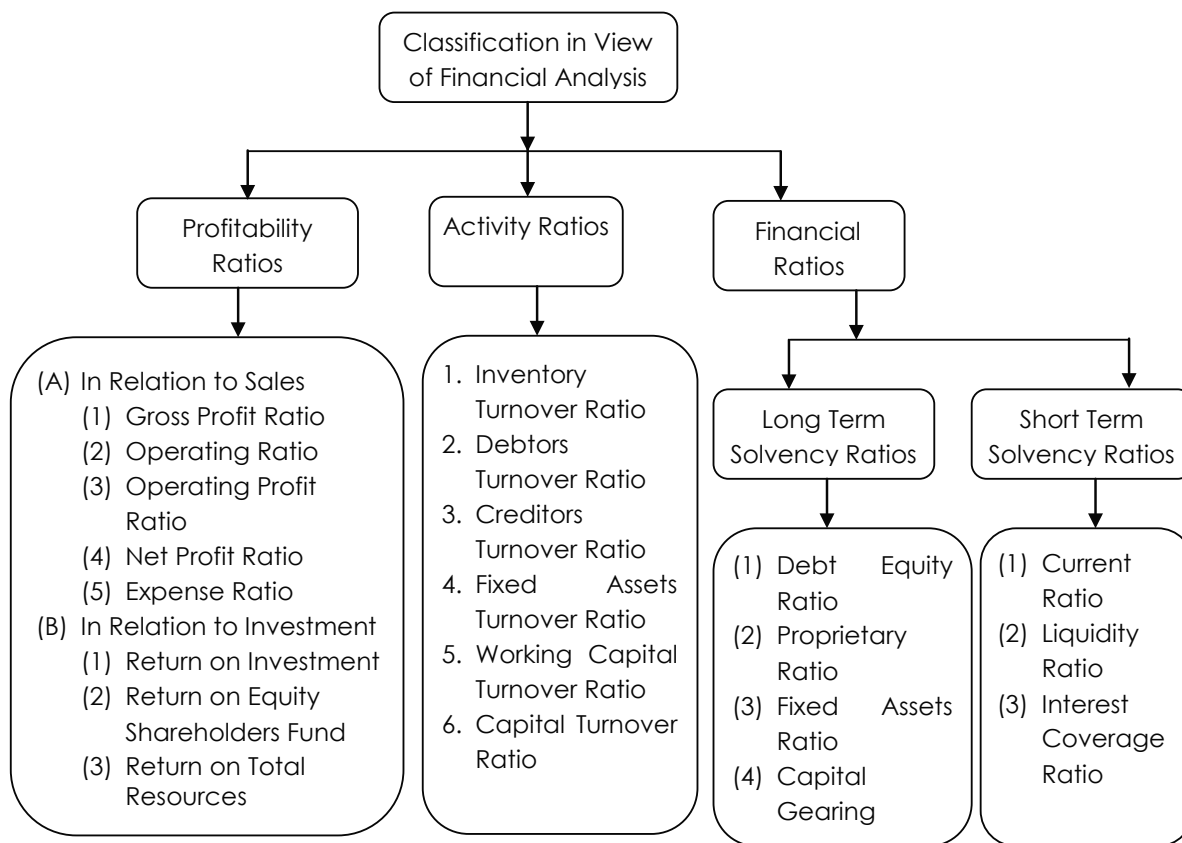 Classification in View
of Financial Analysis
Profitability
Ratios
Activity Ratios
Financial
Ratios
(A) In Relation to Sales
(1) Gross Profit Ratio
(2) Operating Ratio
(3) Operating Profit
Ratio
(4) Net Profit Ratio
(5) Expense Ratio
(B) In Relation to Investment
(1) Return on Investment
(2) Return on Equity
Shareholders Fund
(3) Return on Total
Resources
1. Inventory
Turnover Ratio
2. Debtors
Turnover Ratio
3. Creditors
Turnover Ratio
4. Fixed Assets
Turnover Ratio
5. Working Capital
Turnover Ratio
6. Capital Turnover
Ratio
Long Term
Solvency Ratios
Short Term
Solvency Ratios
(1) Debt Equity
Ratio
(2) Proprietary
Ratio
(3) Fixed Assets
Ratio
(4) Capital
Gearing
(1) Current
Ratio
(2) Liquidity
Ratio
(3) Interest
Coverage
Ratio